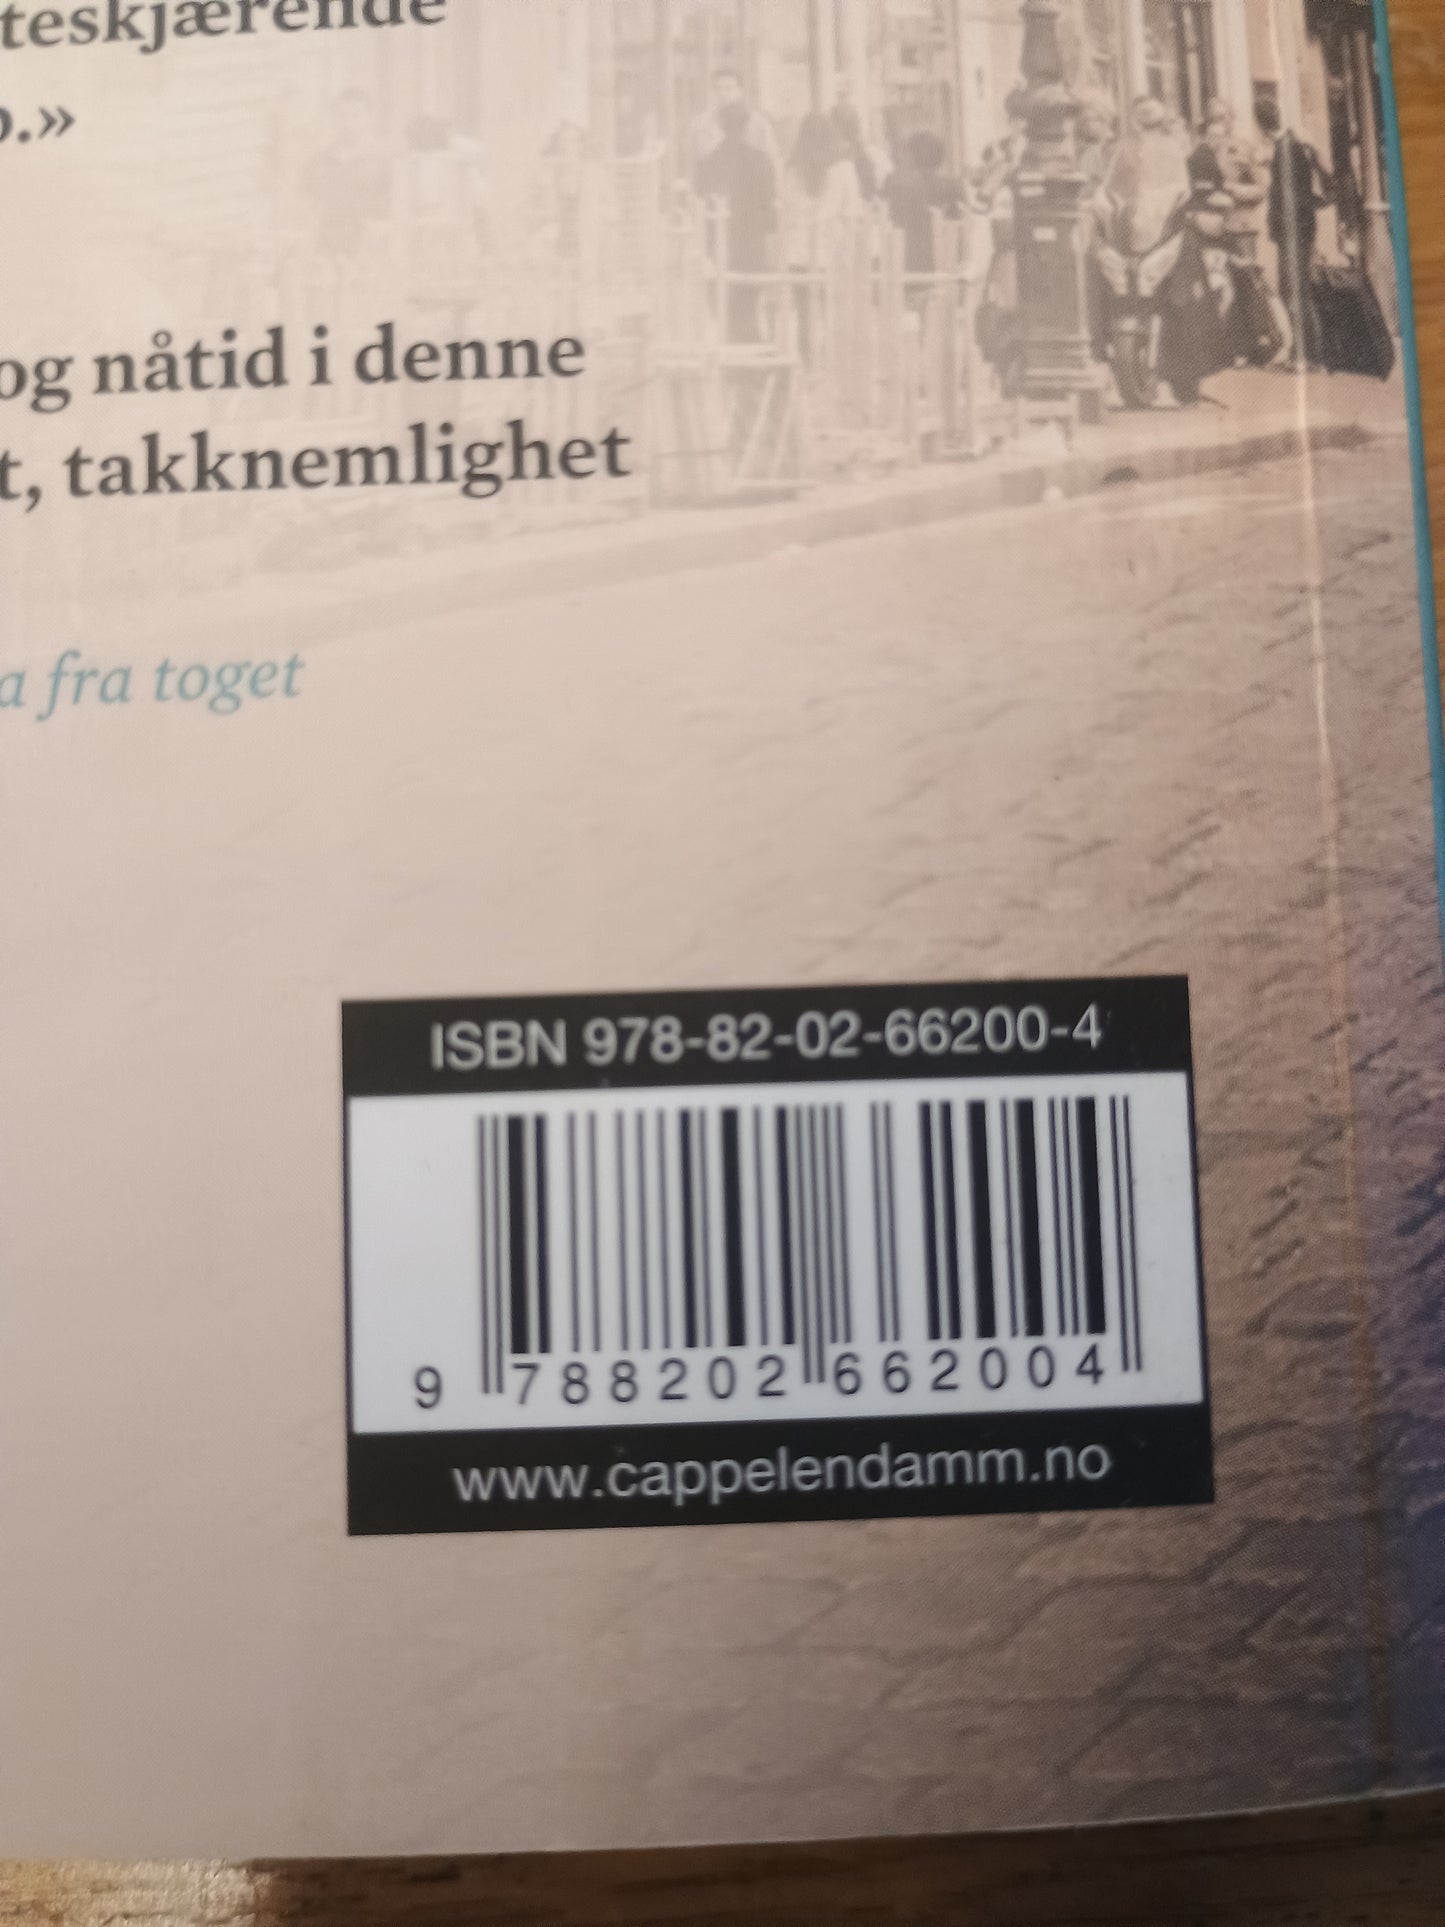 teskjærende
.»
og nåtid i denne
t, takknemlighet
a fra toget
ISBN 978-82-02-66200-4
9 788202 662004
www.cappelendamm.no